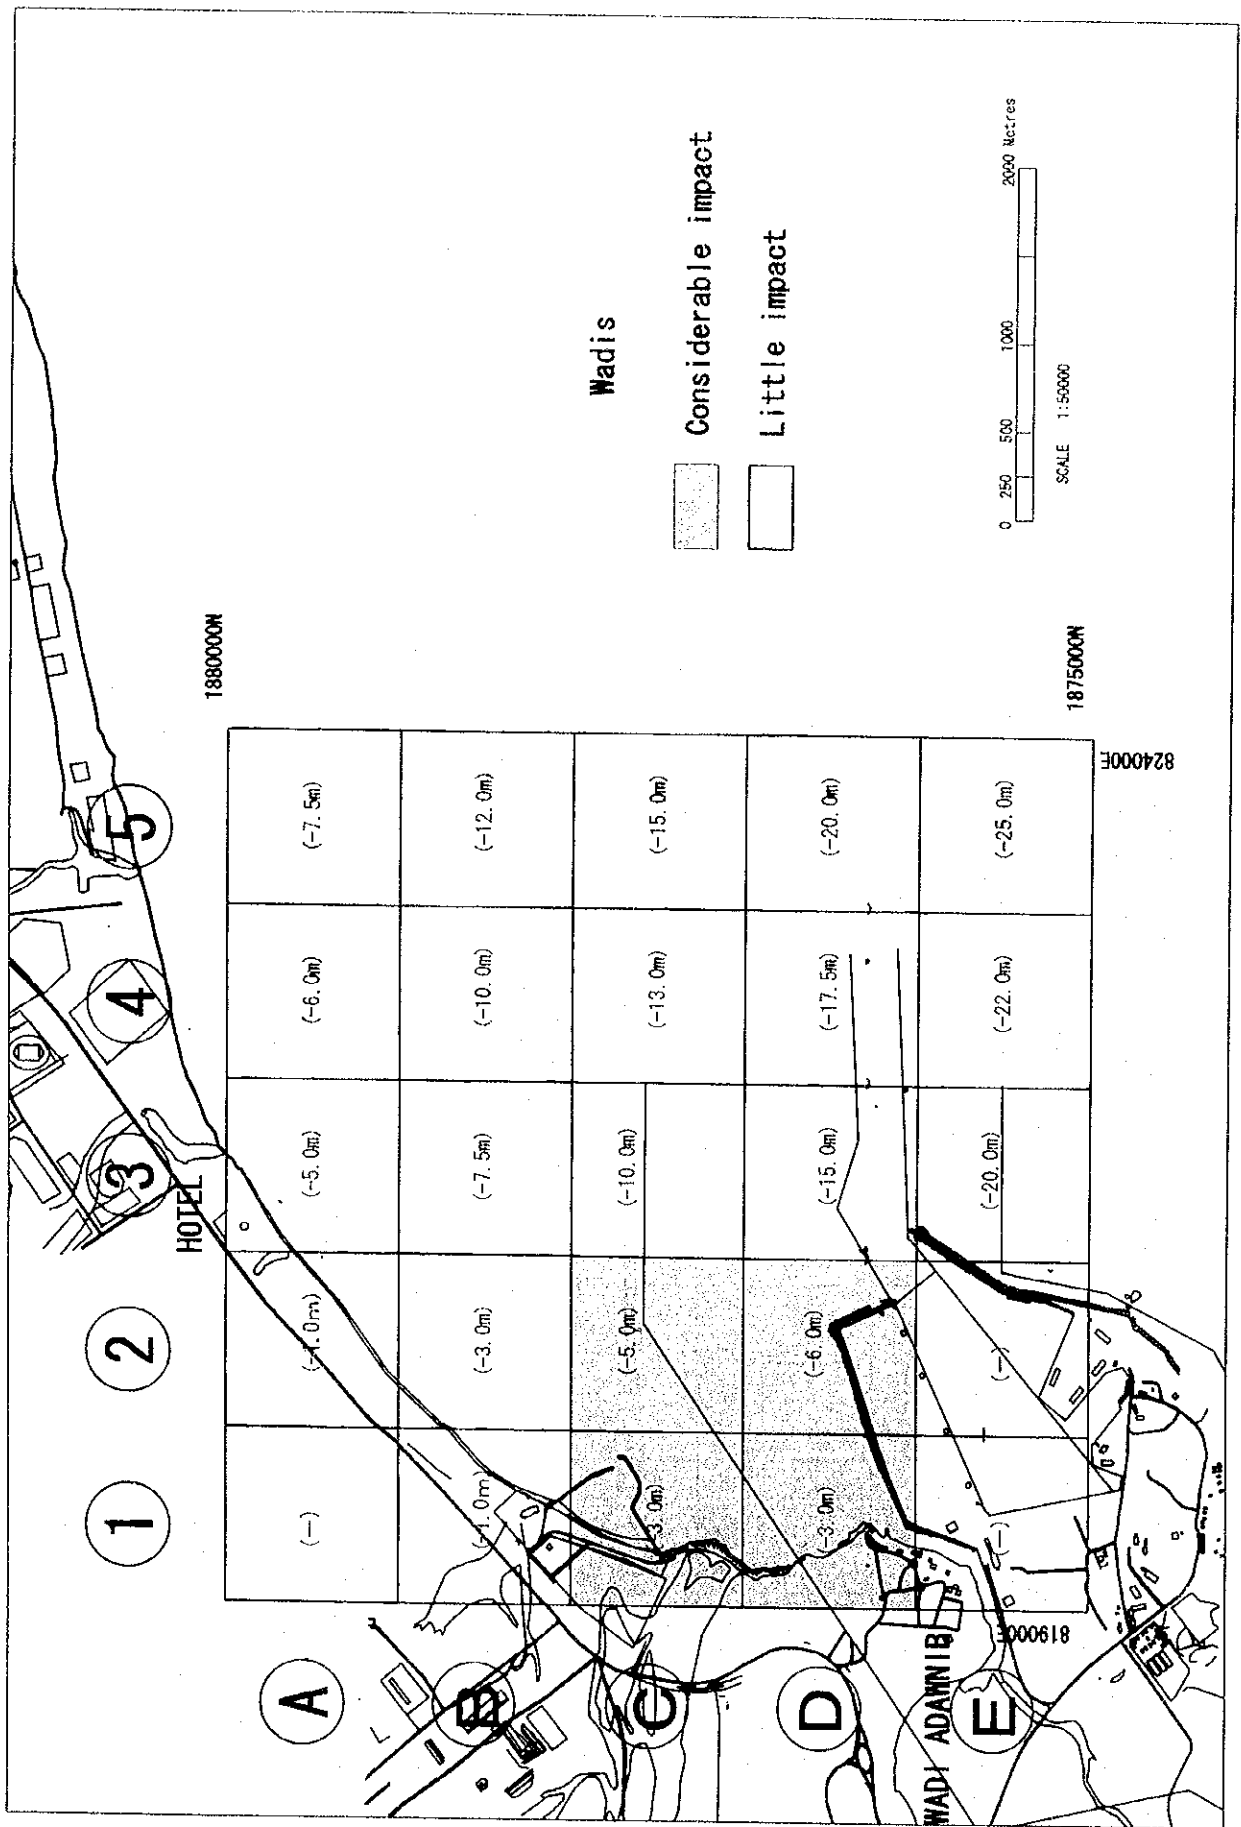 1 2 3 4 5
HOTEL
1880000N
A (-) (-1.0m) (-5.0m) (-6.0m) (-7.5m)
B (-1.0m) (-3.0m) (-7.5m) (-10.0m) (-12.0m)
C (-3.0m) (-5.0m) (-10.0m) (-13.0m) (-15.0m)
D (-3.0m) (-6.0m) (-15.0m) (-17.5m) (-20.0m)
WADI ADAWNIB
E (-) (-) (-20.0m) (-22.0m) (-25.0m)
819000E
1875000N
824000E
Wadis
Considerable impact
Little impact
0 250 500 1000 2000 Metres
SCALE 1:50000